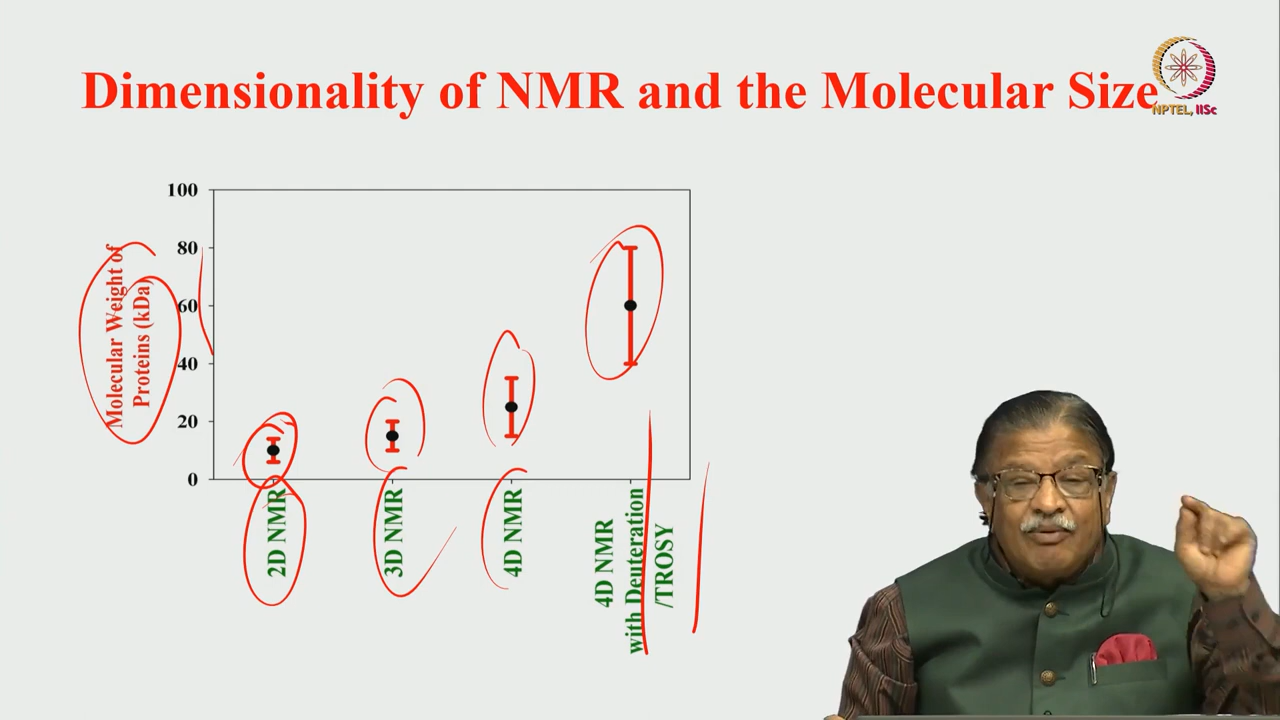 Dimensionality of NMR and the Molecular Size
NPTEL, IISc
Molecular Weight of
Proteins (kDa)
100
80
60
40
20
0
2D NMR
3D NMR
4D NMR
4D NMR
with Deuteration
/TROSY